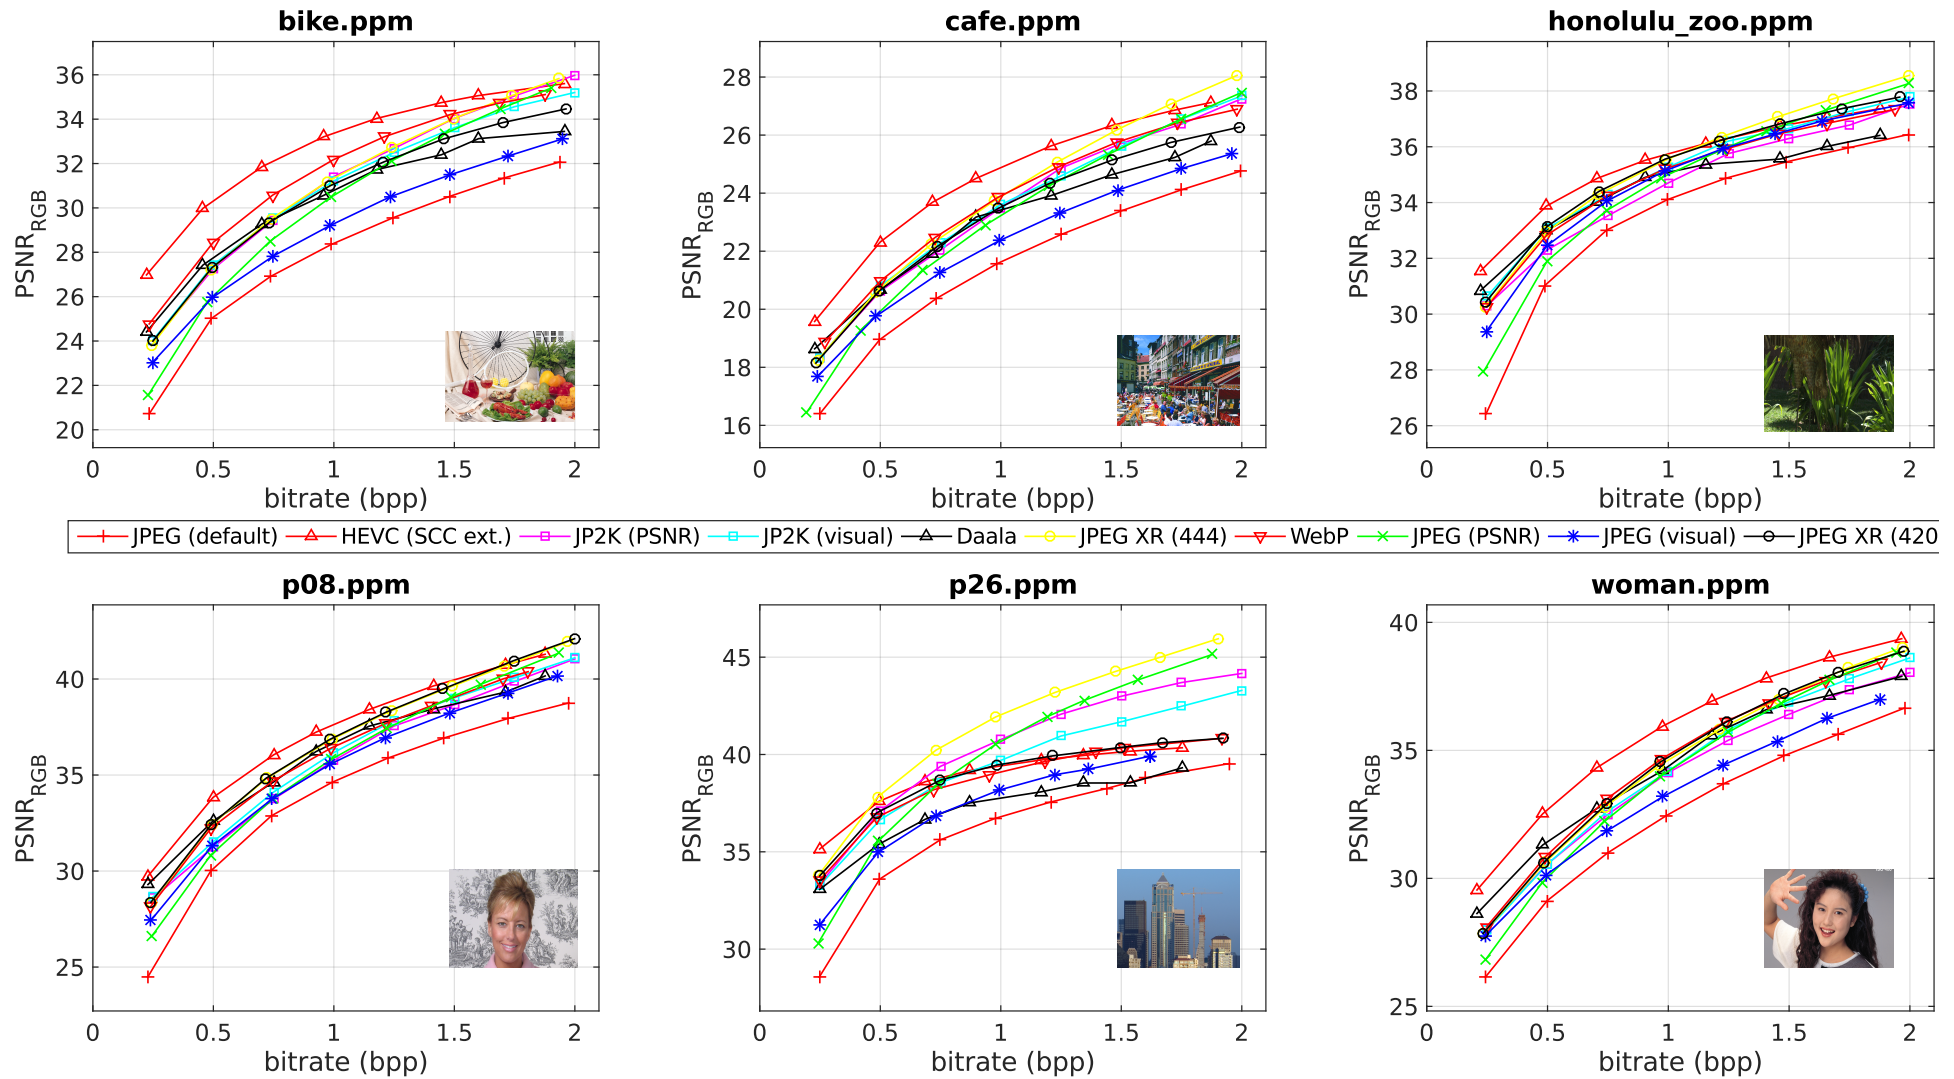 bike.ppm
PSNR_RGB
36
34
32
30
28
26
24
22
20
0 0.5 1 1.5 2
bitrate (bpp)
cafe.ppm
PSNR_RGB
28
26
24
22
20
18
16
0 0.5 1 1.5 2
bitrate (bpp)
honolulu_zoo.ppm
PSNR_RGB
38
36
34
32
30
28
26
0 0.5 1 1.5 2
bitrate (bpp)
JPEG (default) HEVC (SCC ext.) JP2K (PSNR) JP2K (visual) Daala JPEG XR (444) WebP JPEG (PSNR) JPEG (visual) JPEG XR (420
p08.ppm
PSNR_RGB
40
35
30
25
0 0.5 1 1.5 2
bitrate (bpp)
p26.ppm
PSNR_RGB
45
40
35
30
0 0.5 1 1.5 2
bitrate (bpp)
woman.ppm
PSNR_RGB
40
35
30
25
0 0.5 1 1.5 2
bitrate (bpp)